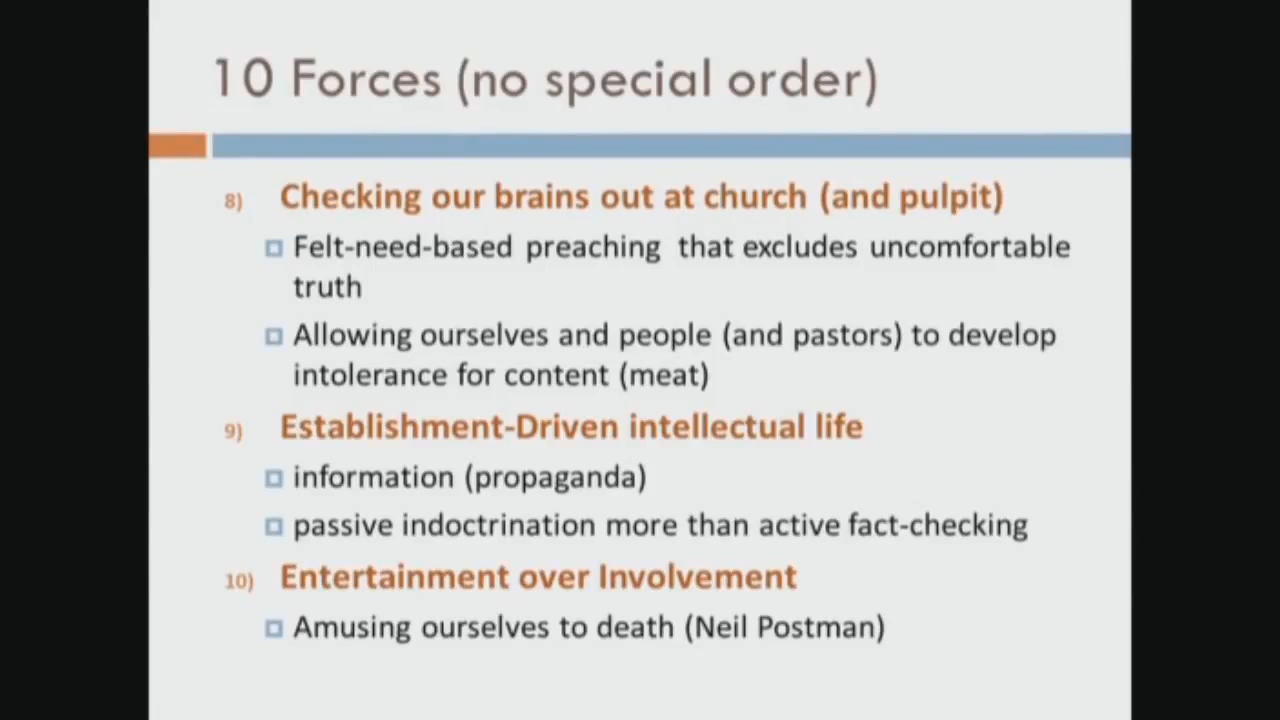 10 Forces (no special order)
8) Checking our brains out at church (and pulpit)
Felt-need-based preaching that excludes uncomfortable
truth
Allowing ourselves and people (and pastors) to develop
intolerance for content (meat)
9) Establishment-Driven intellectual life
information (propaganda)
passive indoctrination more than active fact-checking
10) Entertainment over Involvement
Amusing ourselves to death (Neil Postman)